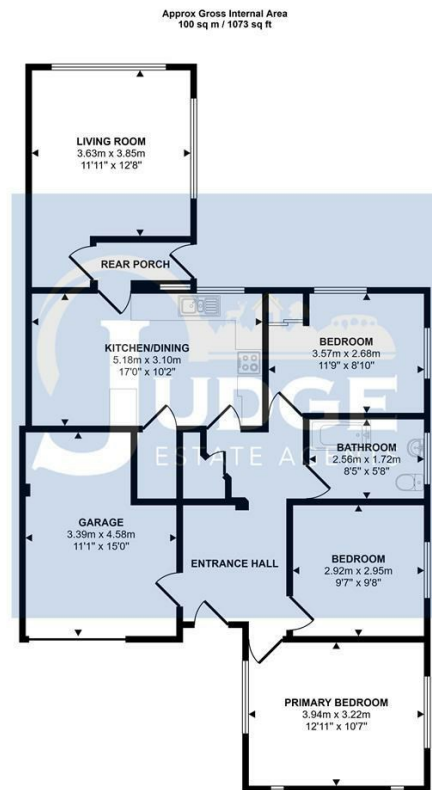 Approx Gross Internal Area
100 sq m / 1073 sq ft
LIVING ROOM
3.63m x 3.85m
11'11" x 12'8"
REAR PORCH
KITCHEN/DINING
5.18m x 3.10m
17'0" x 10'2"
BEDROOM
3.57m x 2.68m
11'9" x 8'10"
JUDGE
ESTATE AGENTS
BATHROOM
2.56m x 1.72m
8'5" x 5'8"
GARAGE
3.39m x 4.58m
11'1" x 15'0"
ENTRANCE HALL
BEDROOM
2.92m x 2.95m
9'7" x 9'8"
PRIMARY BEDROOM
3.94m x 3.22m
12'11" x 10'7"